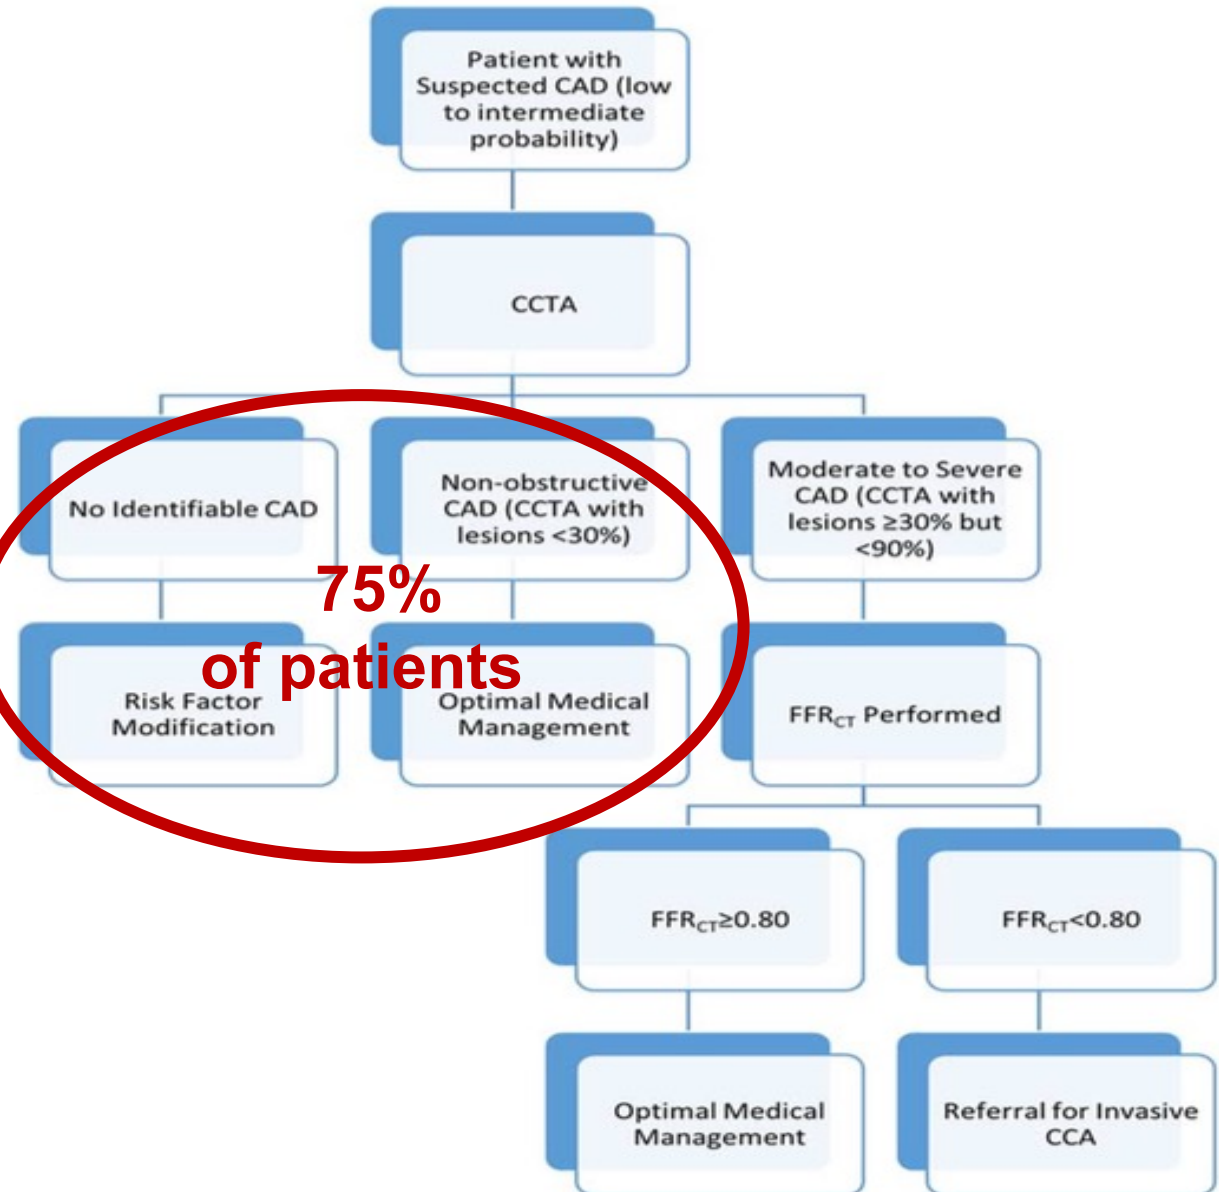 Patient with
Suspected CAD (low
to intermediate
probability)
CCTA
No Identifiable CAD
Non-obstructive
CAD (CCTA with
lesions <30%)
Moderate to Severe
CAD (CCTA with
lesions ≥30% but
<90%)
75%
of patients
Risk Factor
Modification
Optimal Medical
Management
FFRCT Performed
FFRCT≥0.80
FFRCT<0.80
Optimal Medical
Management
Referral for Invasive
CCA